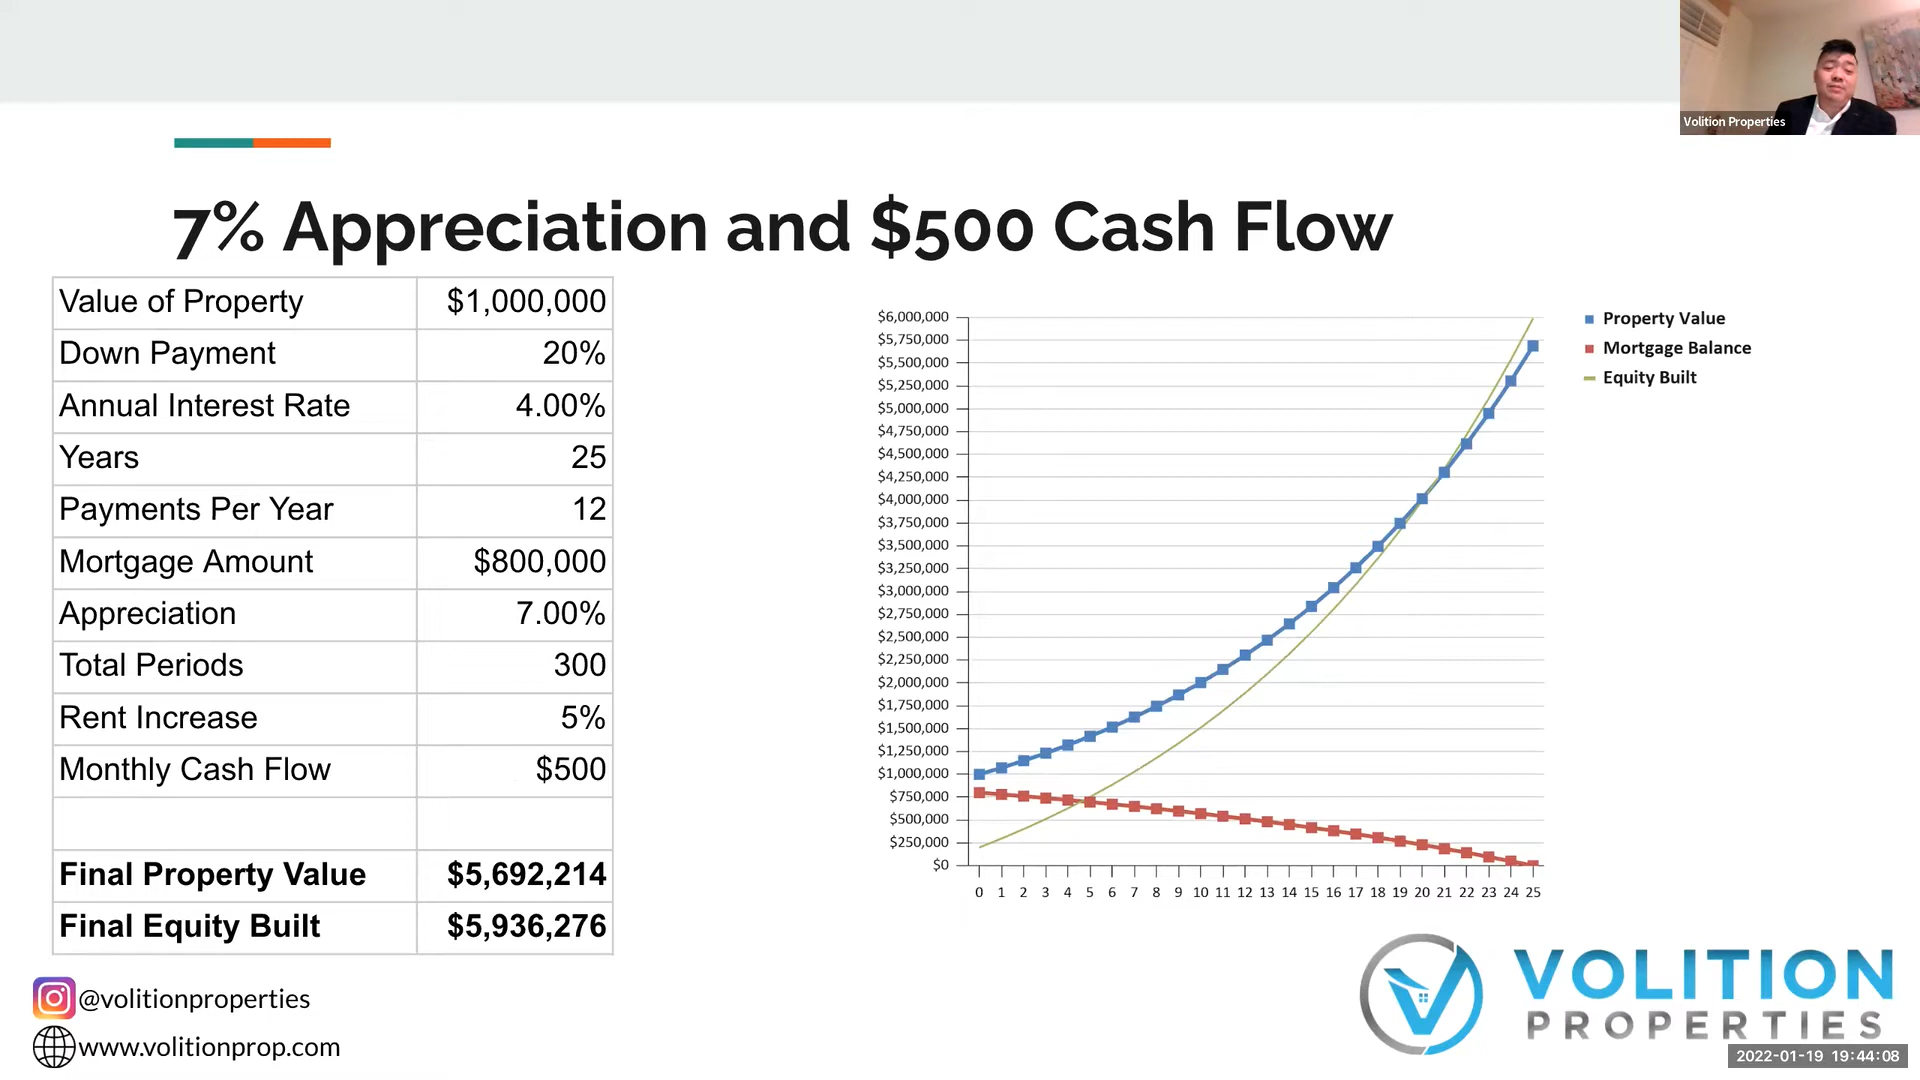 Volition Properties
7% Appreciation and $500 Cash Flow
Value of Property $1,000,000
Down Payment 20%
Annual Interest Rate 4.00%
Years 25
Payments Per Year 12
Mortgage Amount $800,000
Appreciation 7.00%
Total Periods 300
Rent Increase 5%
Monthly Cash Flow $500
Final Property Value $5,692,214
Final Equity Built $5,936,276
$6,000,000
$5,750,000
$5,500,000
$5,250,000
$5,000,000
$4,750,000
$4,500,000
$4,250,000
$4,000,000
$3,750,000
$3,500,000
$3,250,000
$3,000,000
$2,750,000
$2,500,000
$2,250,000
$2,000,000
$1,750,000
$1,500,000
$1,250,000
$1,000,000
$750,000
$500,000
$250,000
$0
0 1 2 3 4 5 6 7 8 9 10 11 12 13 14 15 16 17 18 19 20 21 22 23 24 25
Property Value
Mortgage Balance
Equity Built
@volitionproperties
www.volitionprop.com
VOLITION
PROPERTIES
2022-01-19 19:44:08